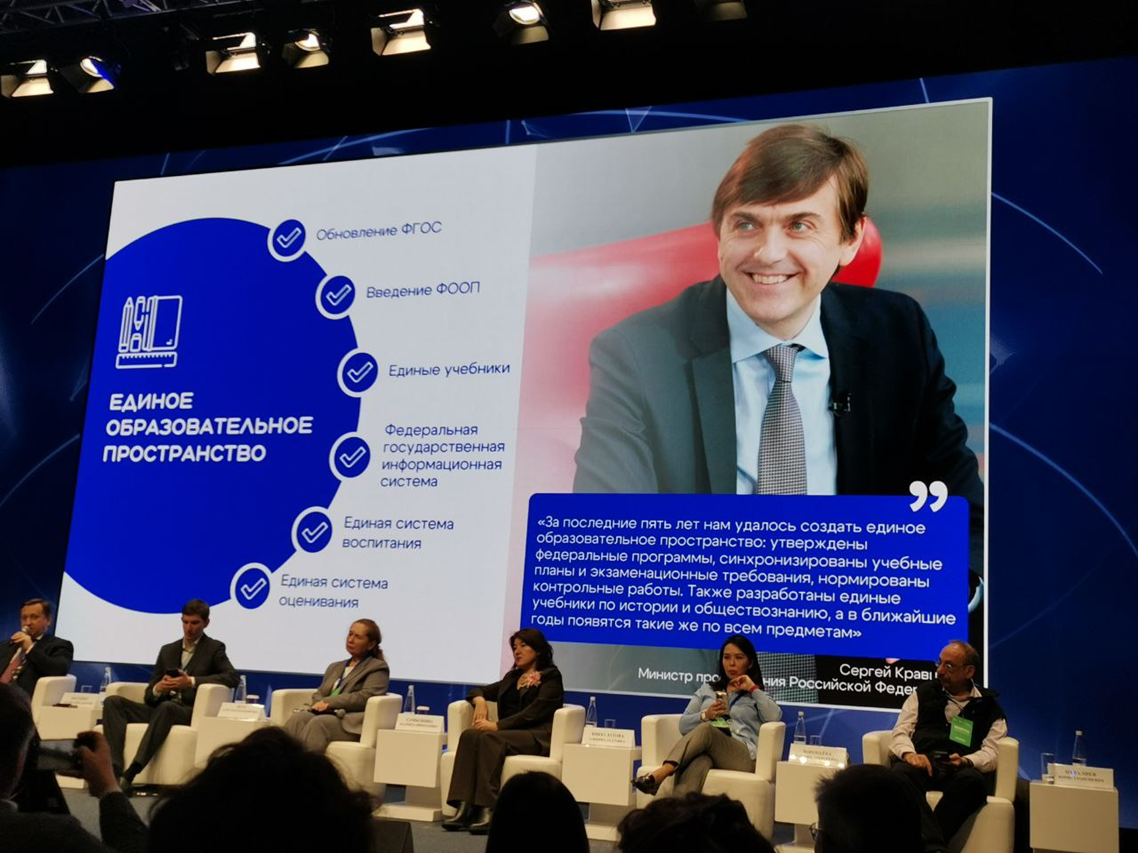 ЕДИНОЕ
ОБРАЗОВАТЕЛЬНОЕ
ПРОСТРАНСТВО
Обновление ФГОС
Введение ФООП
Единые учебники
Федеральная
государственная
информационная
система
Единая система
воспитания
Единая система
оценивания
«За последние пять лет нам удалось создать единое
образовательное пространство: утверждены
федеральные программы, синхронизированы учебные
планы и экзаменационные требования, нормированы
контрольные работы. Также разработаны единые
учебники по истории и обществознанию, а в ближайшие
годы появятся такие же по всем предметам»
Сергей
Министр Российской